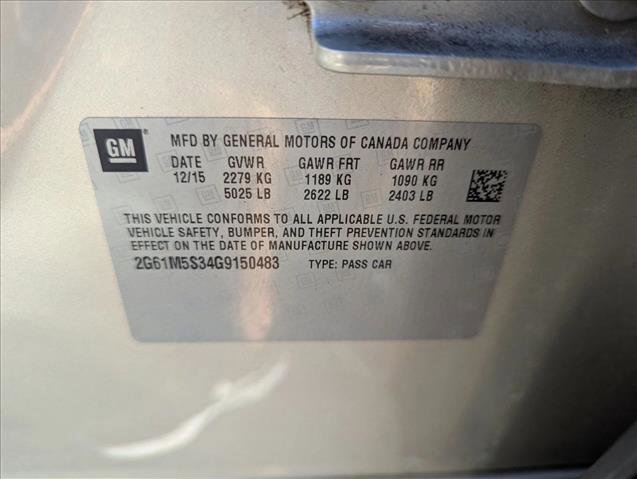 GM
MFD BY GENERAL MOTORS OF CANADA COMPANY
DATE GVWR GAWR FRT GAWR RR
12/15 2279 KG 1189 KG 1090 KG
5025 LB 2622 LB 2403 LB
THIS VEHICLE CONFORMS TO ALL APPLICABLE U.S. FEDERAL MOTOR
VEHICLE SAFETY, BUMPER, AND THEFT PREVENTION STANDARDS IN
EFFECT ON THE DATE OF MANUFACTURE SHOWN ABOVE.
2G61M5S34G9150483 TYPE: PASS CAR